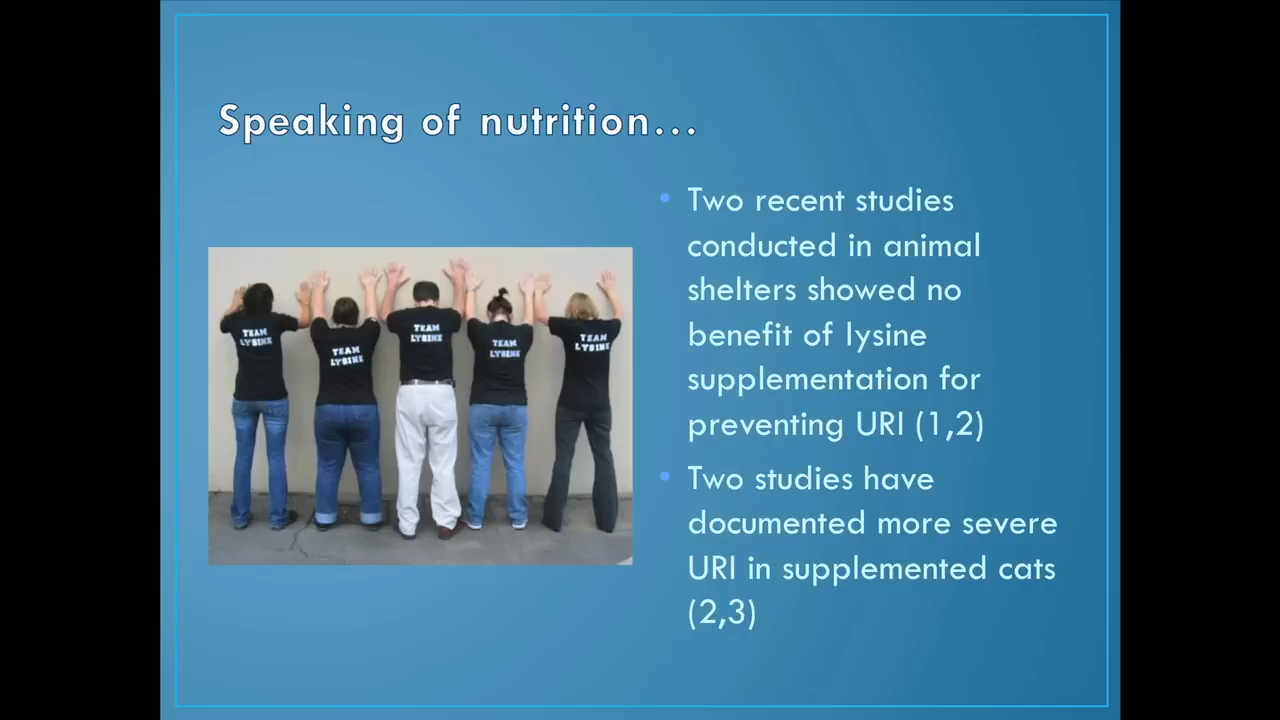 Speaking of nutrition...
TEAM
LYSINE
TEAM
LYSINE
TEAM
LYSINE
TEAM
LYSINE
TEAM
LYSINE
• Two recent studies
conducted in animal
shelters showed no
benefit of lysine
supplementation for
preventing URI (1,2)
• Two studies have
documented more severe
URI in supplemented cats
(2,3)